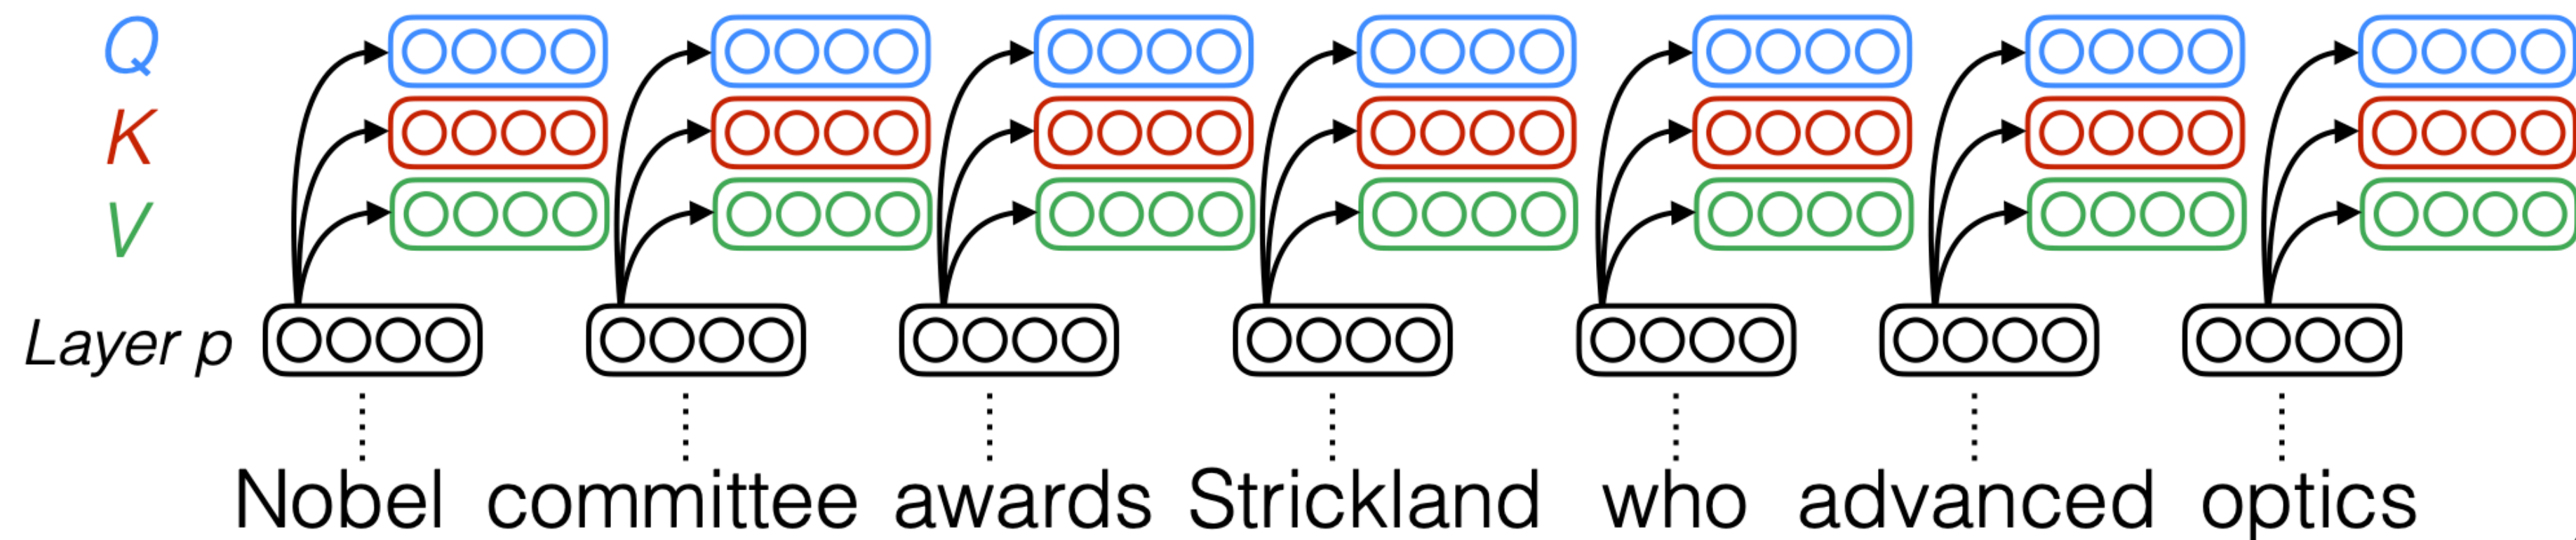 Q
K
V
Layer p
Nobel committee awards Strickland who advanced optics